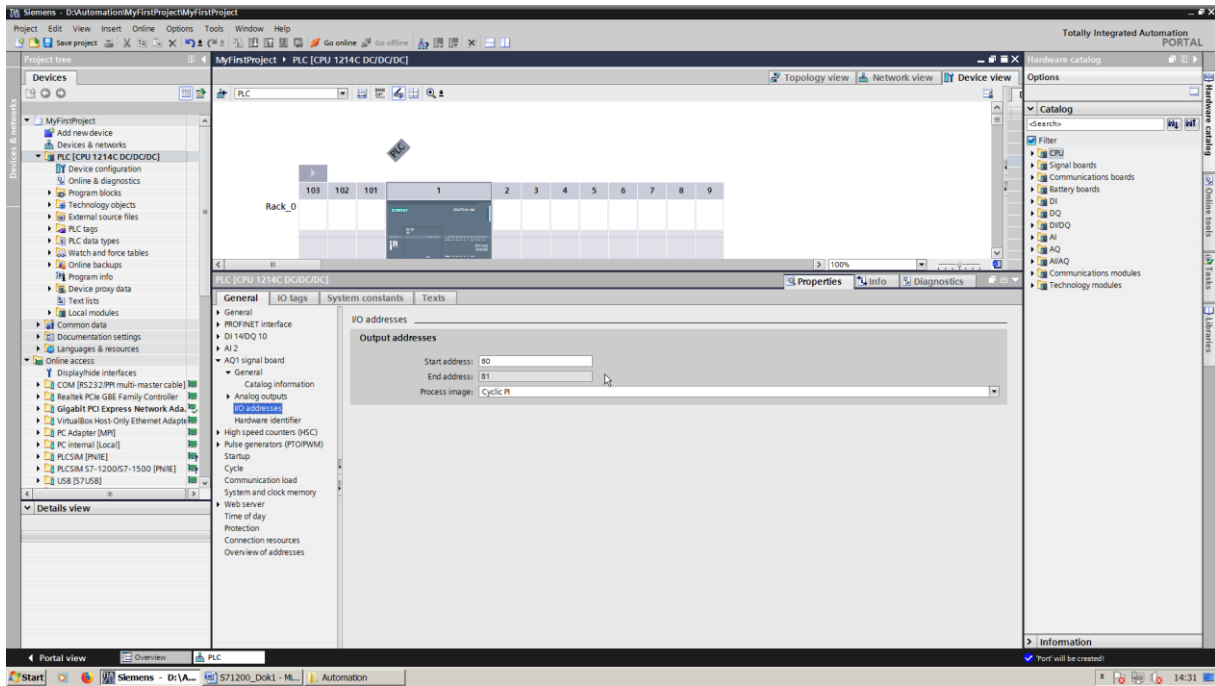 Siemens - D:\Automation\MyFirstProject\MyFirstProject
Project Edit View Insert Online Options Tools Window Help
Save project Go online Go offline
Totally Integrated Automation
PORTAL
Project tree
Devices
MyFirstProject
Add new device
Devices & networks
PLC [CPU 1214C DC/DC/DC]
Device configuration
Online & diagnostics
Program blocks
Technology objects
External source files
PLC tags
PLC data types
Watch and force tables
Online backups
Program info
Device proxy data
Text lists
Local modules
Common data
Documentation settings
Languages & resources
Online access
Display/hide interfaces
COM [RS232/PPI multi-master cable]
Realtek PCIe GBE Family Controller
Gigabit PCI Express Network Ada.
VirtualBox Host-Only Ethernet Adapte
PC Adapter [MPI]
PC internal [Local]
PLCSIM [PN/IE]
PLCSIM S7-1200/S7-1500 [PN/IE]
USB [S7USB]
Details view
Devices & networks
MyFirstProject PLC [CPU 1214C DC/DC/DC]
Topology view Network view Device view
PLC
PLC
103 102 101 1 2 3 4 5 6 7 8 9
Rack_0
100%
PLC [CPU 1214C DC/DC/DC]
Properties Info Diagnostics
General IO tags System constants Texts
General
PROFINET interface
DI 14/DQ 10
AI 2
AQ1 signal board
General
Catalog information
Analog outputs
I/O addresses
Hardware identifier
High speed counters (HSC)
Pulse generators (PTO/PWM)
Startup
Cycle
Communication load
System and clock memory
Web server
Time of day
Protection
Connection resources
Overview of addresses
I/O addresses
Output addresses
Start address: 80
End address: 81
Process image: Cyclic PI
Hardware catalog
Options
Catalog
<Search>
Filter
CPU
Signal boards
Communications boards
Battery boards
DI
DQ
DI/DQ
AI
AQ
AI/AQ
Communications modules
Technology modules
Information
Hardware catalog
Online tools
Tasks
Libraries
Portal view Overview PLC
'Port' will be created!
Start Siemens - D:\A... S71200_Dok1 - Mi... Automation 14:31